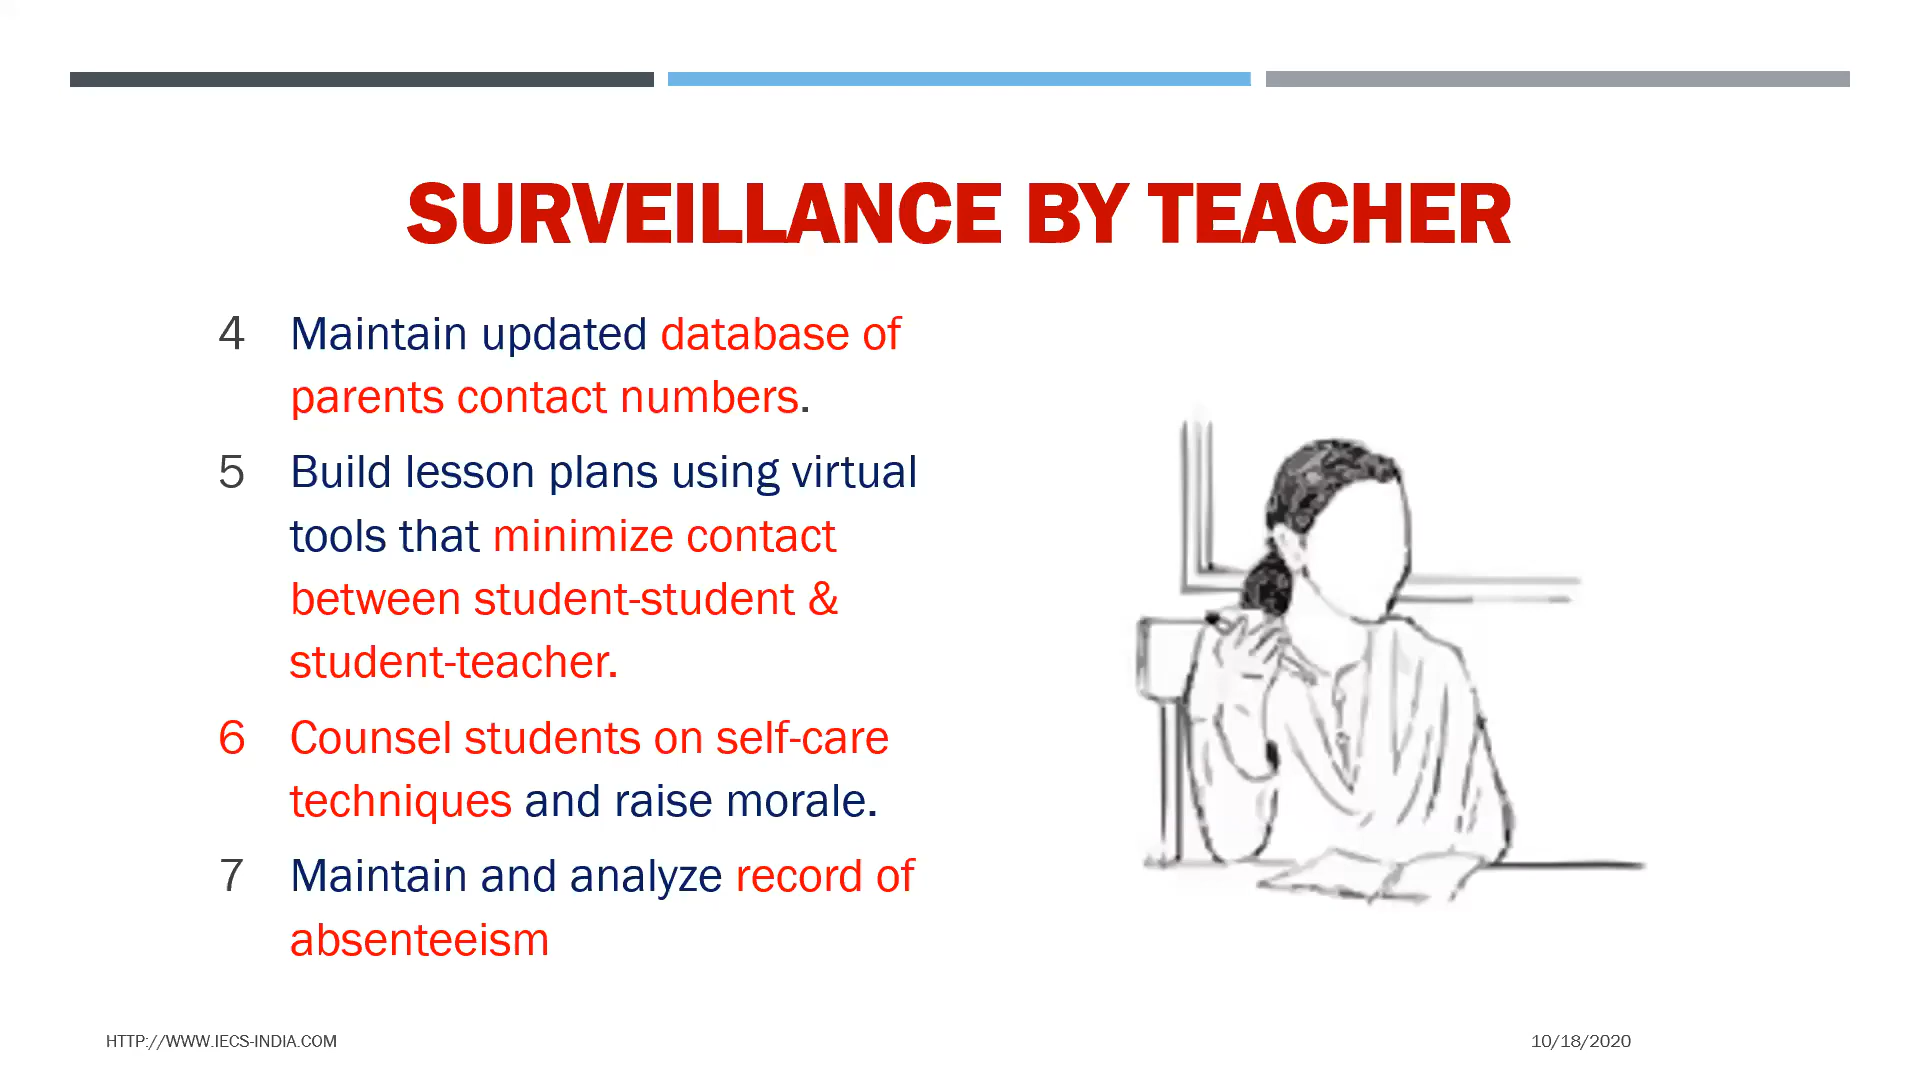 SURVEILLANCE BY TEACHER
4 Maintain updated database of
parents contact numbers.
5 Build lesson plans using virtual
tools that minimize contact
between student-student &
student-teacher.
6 Counsel students on self-care
techniques and raise morale.
7 Maintain and analyze record of
absenteeism
HTTP://WWW.IECS-INDIA.COM
10/18/2020